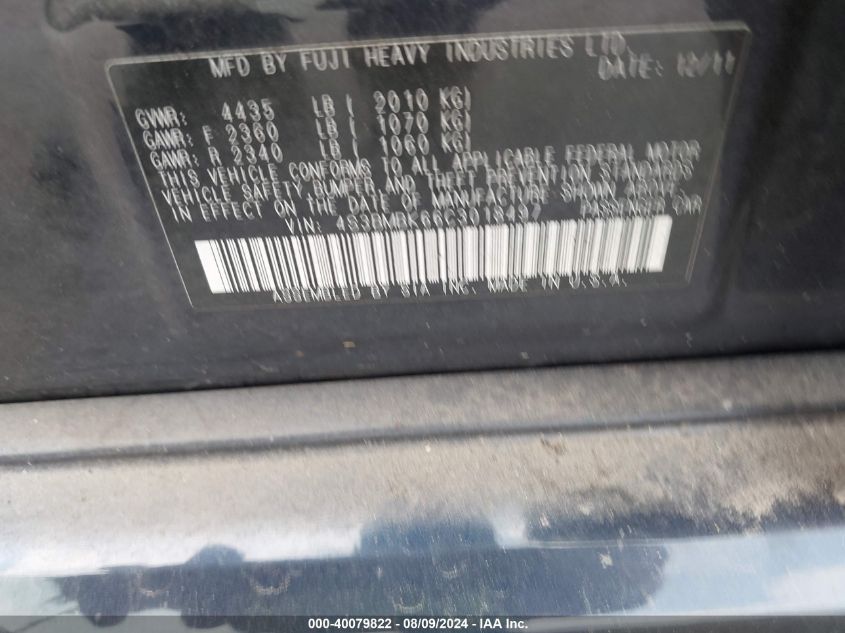 MFD BY FUJI HEAVY INDUSTRIES LTD.
DATE: 12/11
GVWR: 4435 LB ( 2010 KG)
GAWR: F 2360 LB ( 1070 KG)
GAWR: R 2340 LB ( 1060 KG)
THIS VEHICLE CONFORMS TO ALL APPLICABLE FEDERAL MOTOR
VEHICLE SAFETY, BUMPER, AND THEFT PREVENTION STANDARDS
IN EFFECT ON THE DATE OF MANUFACTURE SHOWN ABOVE.
VIN: 4S3BMBK66C3018497 PASSENGER CAR
ASSEMBLED BY SIA INC. MADE IN U.S.A.
000-40079822 - 08/09/2024 - IAA Inc.